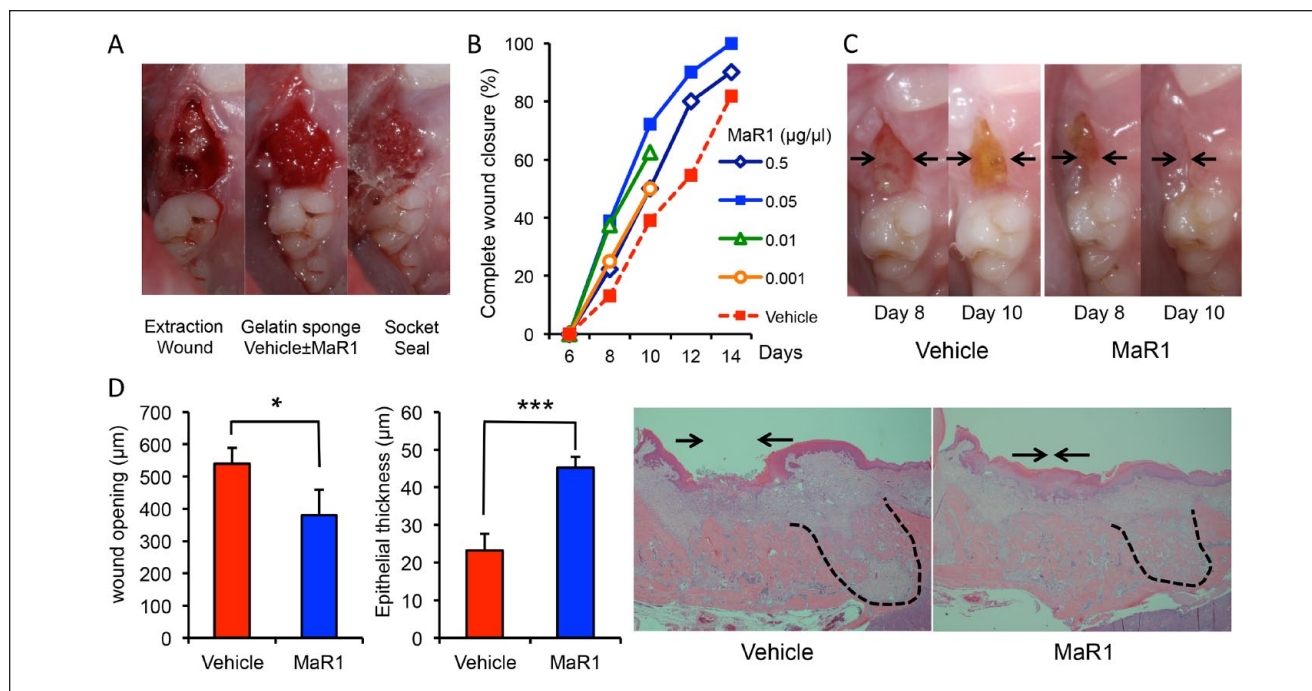 A
Extraction
Wound
Gelatin sponge
Vehicle±MaR1
Socket
Seal
B
Complete wound closure (%)
100
80
60
40
20
0
6
8
10
12
14
Days
MaR1 (µg/µl)
0.5
0.05
0.01
0.001
Vehicle
C
Day 8
Day 10
Day 8
Day 10
Vehicle
MaR1
D
wound opening (µm)
700
600
500
400
300
200
100
0
*
Vehicle
MaR1
Epithelial thickness (µm)
60
50
40
30
20
10
0
***
Vehicle
MaR1
Vehicle
MaR1